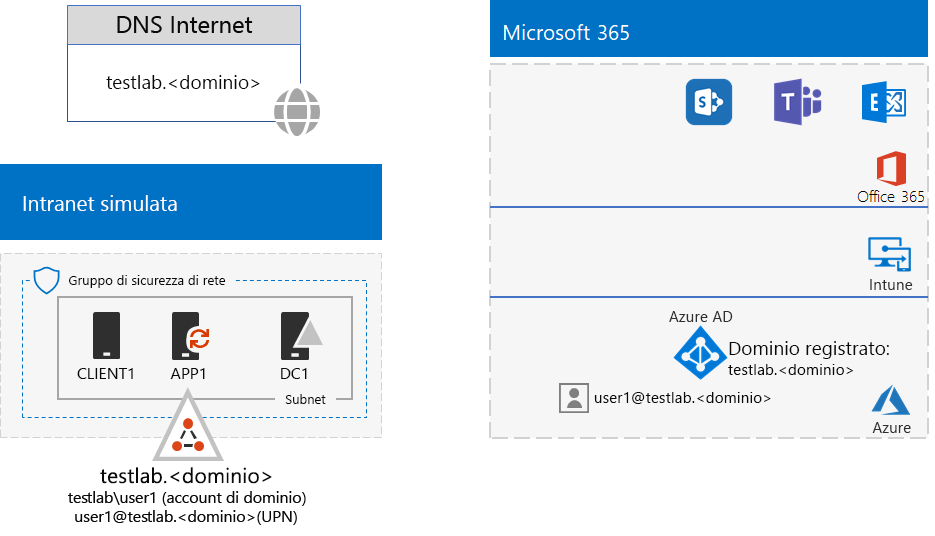 DNS Internet
testlab.<dominio>
Intranet simulata
Gruppo di sicurezza di rete
CLIENT1
APP1
DC1
Subnet
testlab.<dominio>
testlab\user1 (account di dominio)
user1@testlab.<dominio>(UPN)
Microsoft 365
S
T
E
Office 365
Intune
Azure AD
Dominio registrato:
testlab.<dominio>
user1@testlab.<dominio>
Azure